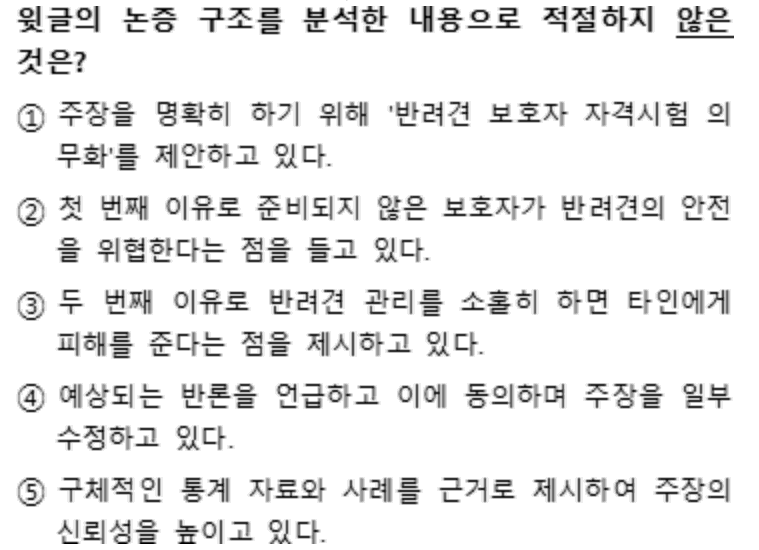 윗글의 논증 구조를 분석한 내용으로 적절하지 않은
것은?
① 주장을 명확히 하기 위해 '반려견 보호자 자격시험 의
무화'를 제안하고 있다.
② 첫 번째 이유로 준비되지 않은 보호자가 반려견의 안전
을 위협한다는 점을 들고 있다.
③ 두 번째 이유로 반려견 관리를 소홀히 하면 타인에게
피해를 준다는 점을 제시하고 있다.
④ 예상되는 반론을 언급하고 이에 동의하며 주장을 일부
수정하고 있다.
⑤ 구체적인 통계 자료와 사례를 근거로 제시하여 주장의
신뢰성을 높이고 있다.